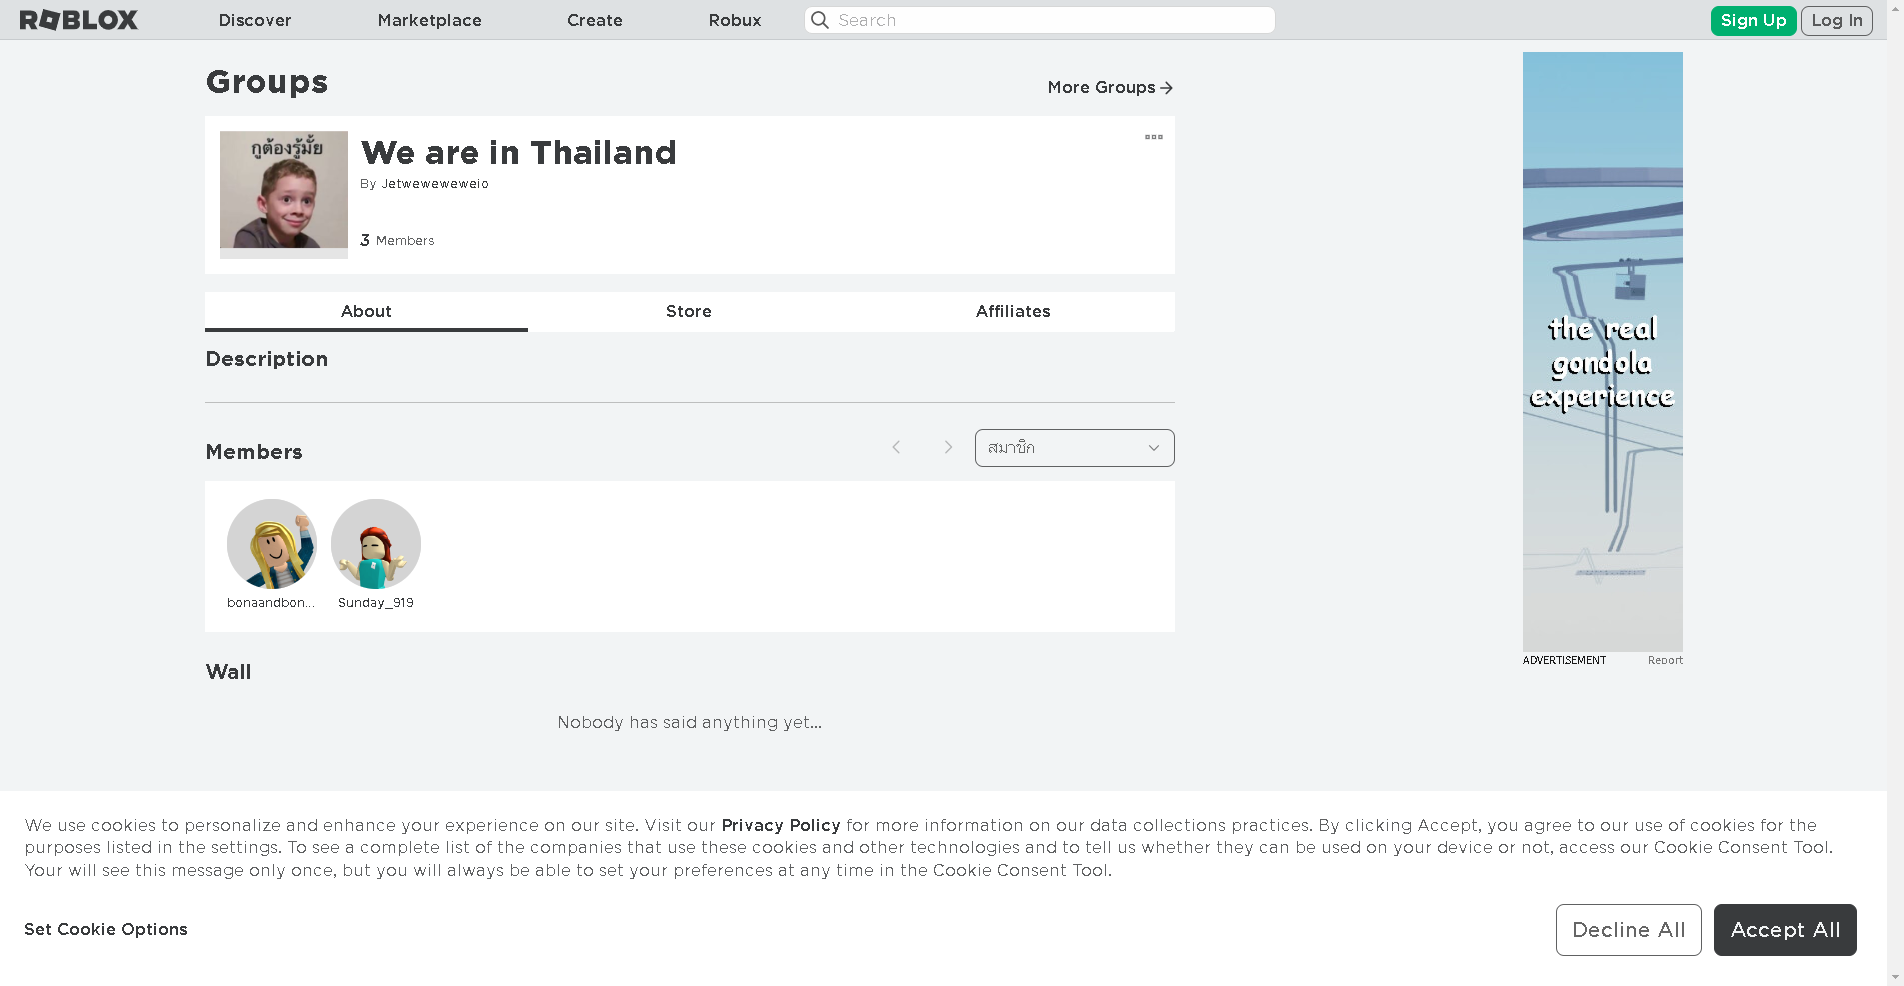 ROBLOX
Discover
Marketplace
Create
Robux
Search
Sign Up
Log In
Groups
More Groups
กูต้องรู้มั้ย
We are in Thailand
By Jetweweweweio
3 Members
About
Store
Affiliates
Description
Members
สมาชิก
bonaandbon...
Sunday_919
Wall
Nobody has said anything yet...
the real
gondola
experience
ADVERTISEMENT
Report
We use cookies to personalize and enhance your experience on our site. Visit our Privacy Policy for more information on our data collections practices. By clicking Accept, you agree to our use of cookies for the
purposes listed in the settings. To see a complete list of the companies that use these cookies and other technologies and to tell us whether they can be used on your device or not, access our Cookie Consent Tool.
Your will see this message only once, but you will always be able to set your preferences at any time in the Cookie Consent Tool.
Set Cookie Options
Decline All
Accept All